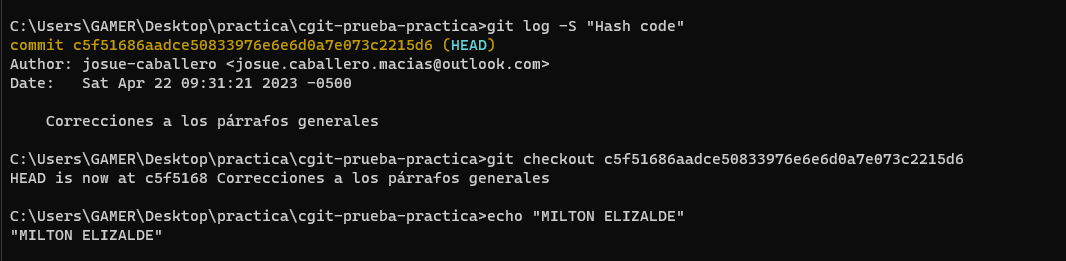 C:\Users\GAMER\Desktop\practica\cgit-prueba-practica>git log -S "Hash code"
commit c5f51686aadce50833976e6e6d0a7e073c2215d6 (HEAD)
Author: josue-caballero <josue.caballero.macias@outlook.com>
Date:   Sat Apr 22 09:31:21 2023 -0500
    Correcciones a los párrafos generales
C:\Users\GAMER\Desktop\practica\cgit-prueba-practica>git checkout c5f51686aadce50833976e6e6d0a7e073c2215d6
HEAD is now at c5f5168 Correcciones a los párrafos generales
C:\Users\GAMER\Desktop\practica\cgit-prueba-practica>echo "MILTON ELIZALDE"
"MILTON ELIZALDE"